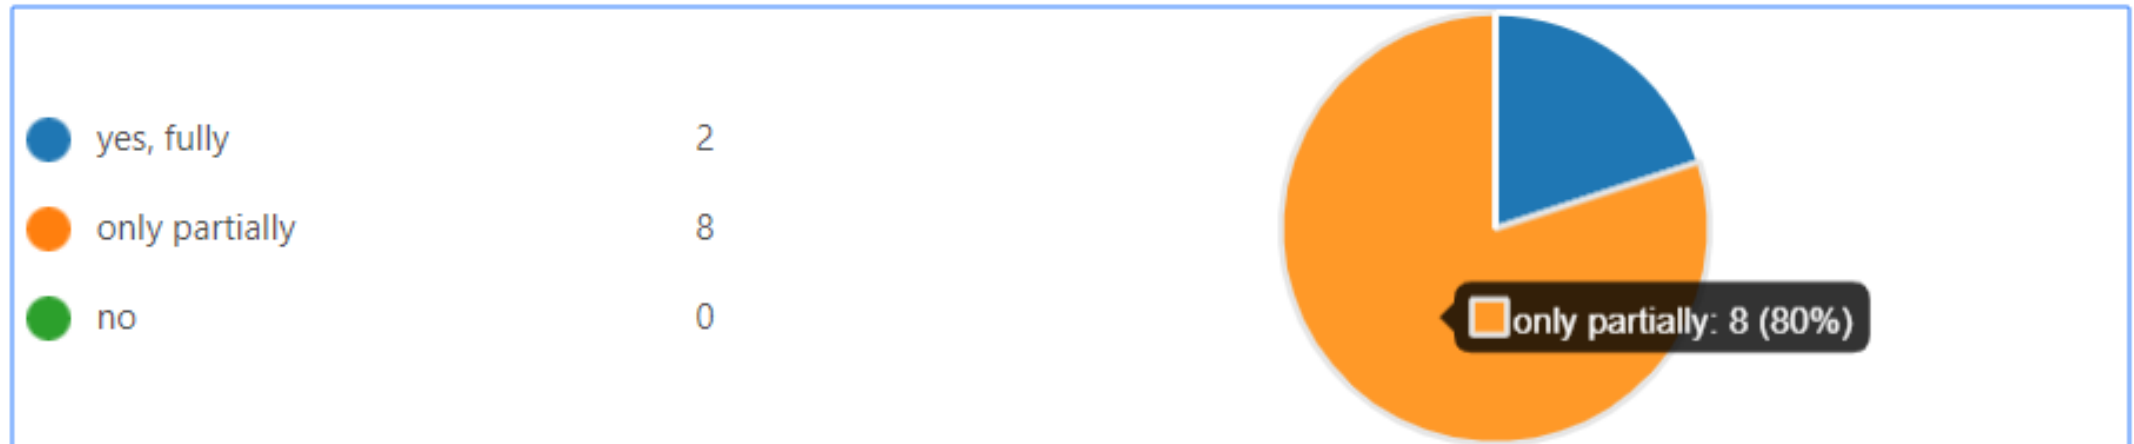 yes, fully 2
only partially 8
no 0
only partially: 8 (80%)